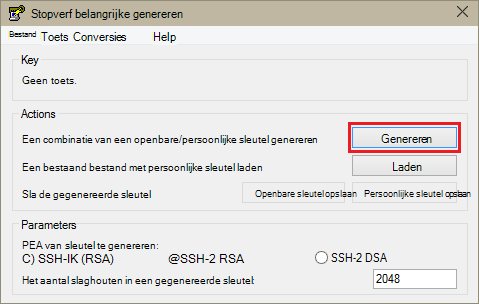 Stopverf belangrijke genereren
Bestand Toets Conversies Help
Key
Geen toets.
Actions
Een combinatie van een openbare/persoonlijke sleutel genereren Genereren
Een bestaand bestand met persoonlijke sleutel laden Laden
Sla de gegenereerde sleutel Openbare sleutel opslaan Persoonlijke sleutel opslaan
Parameters
PEA van sleutel te genereren:
C) SSH-IK (RSA) @SSH-2 RSA SSH-2 DSA
Het aantal slaghouten in een gegenereerde sleutel: 2048